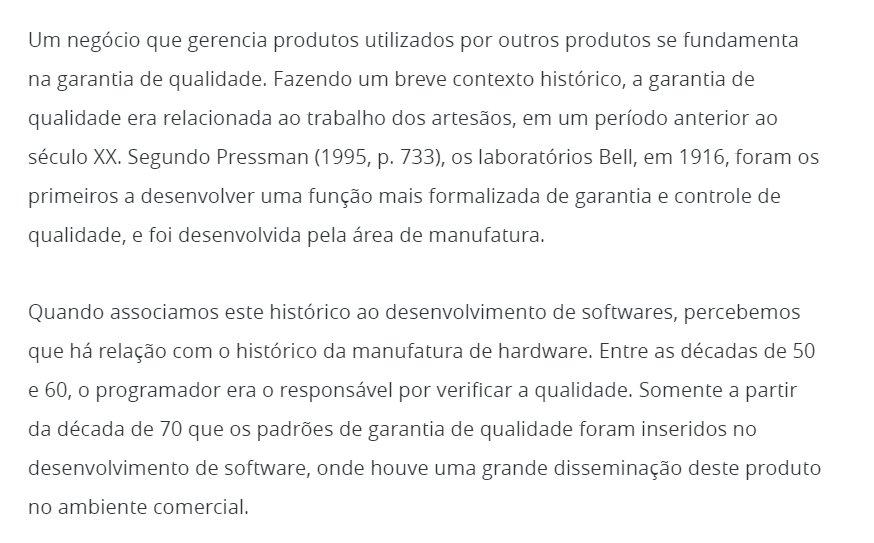 Um negócio que gerencia produtos utilizados por outros produtos se fundamenta
na garantia de qualidade. Fazendo um breve contexto histórico, a garantia de
qualidade era relacionada ao trabalho dos artesãos, em um período anterior ao
século XX. Segundo Pressman (1995, p. 733), os laboratórios Bell, em 1916, foram os
primeiros a desenvolver uma função mais formalizada de garantia e controle de
qualidade, e foi desenvolvida pela área de manufatura.
Quando associamos este histórico ao desenvolvimento de softwares, percebemos
que há relação com o histórico da manufatura de hardware. Entre as décadas de 50
e 60, o programador era o responsável por verificar a qualidade. Somente a partir
da década de 70 que os padrões de garantia de qualidade foram inseridos no
desenvolvimento de software, onde houve uma grande disseminação deste produto
no ambiente comercial.